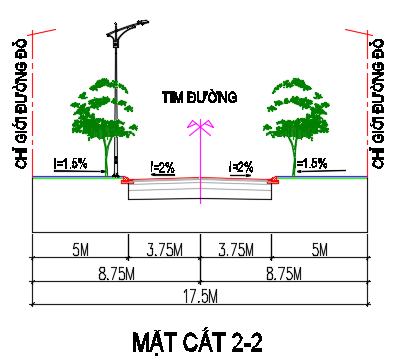 CHỈ GIỚI ĐƯỜNG ĐỎ
TIM ĐƯỜNG
CHỈ GIỚI ĐƯỜNG ĐỎ
i=1.5%
i=2%
i=2%
i=1.5%
5M
3.75M
3.75M
5M
8.75M
8.75M
17.5M
MẶT CẮT 2-2